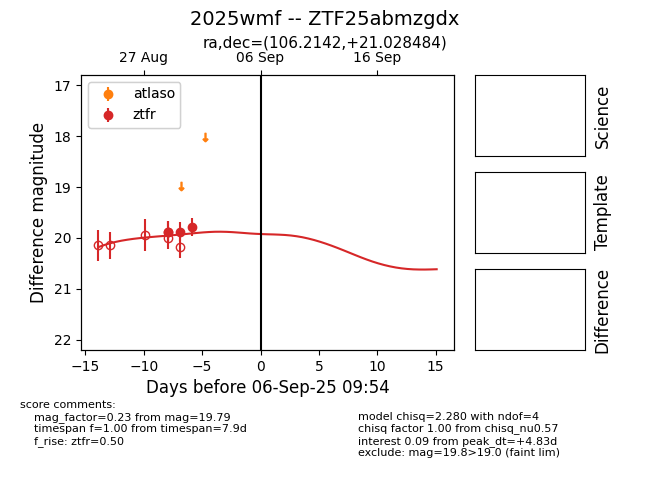 2025wmf -- ZTF25abmzgdx
ra,dec=(106.2142,+21.028484)
27 Aug 06 Sep 16 Sep
atlaso
ztfr
17
18
19
20
21
22
Difference magnitude
−15 −10 −5 0 5 10 15
Days before 06-Sep-25 09:54
Science
Template
Difference
score comments:
mag_factor=0.23 from mag=19.79
timespan f=1.00 from timespan=7.9d
f_rise: ztfr=0.50
model chisq=2.280 with ndof=4
chisq factor 1.00 from chisq_nu0.57
interest 0.09 from peak_dt=+4.83d
exclude: mag=19.8>19.0 (faint lim)